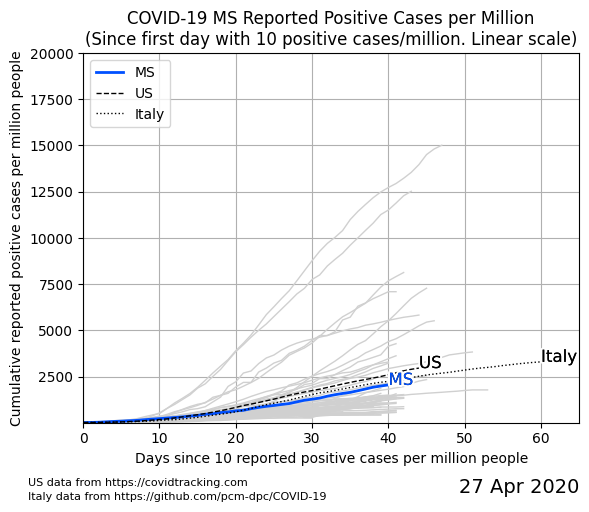 COVID-19 MS Reported Positive Cases per Million
(Since first day with 10 positive cases/million. Linear scale)
Cumulative reported positive cases per million people
20000
17500
15000
12500
10000
7500
5000
2500
MS
US
Italy
US
MS
Italy
0
10
20
30
40
50
60
Days since 10 reported positive cases per million people
US data from https://covidtracking.com
Italy data from https://github.com/pcm-dpc/COVID-19
27 Apr 2020